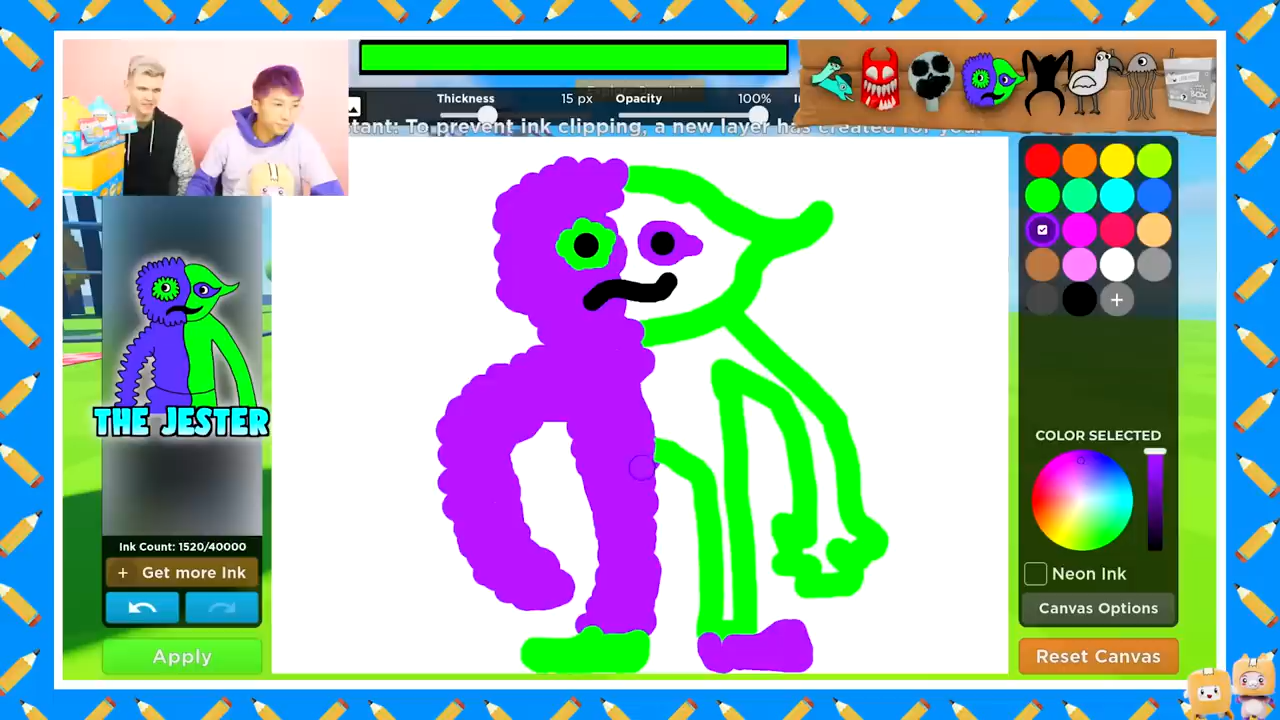 Thickness 15 px Opacity 100% I
tant: To prevent ink clipping, a new layer has created for you.
THE JESTER
COLOR SELECTED
Ink Count: 1520/40000
+ Get more Ink
Neon Ink
Canvas Options
Apply
Reset Canvas